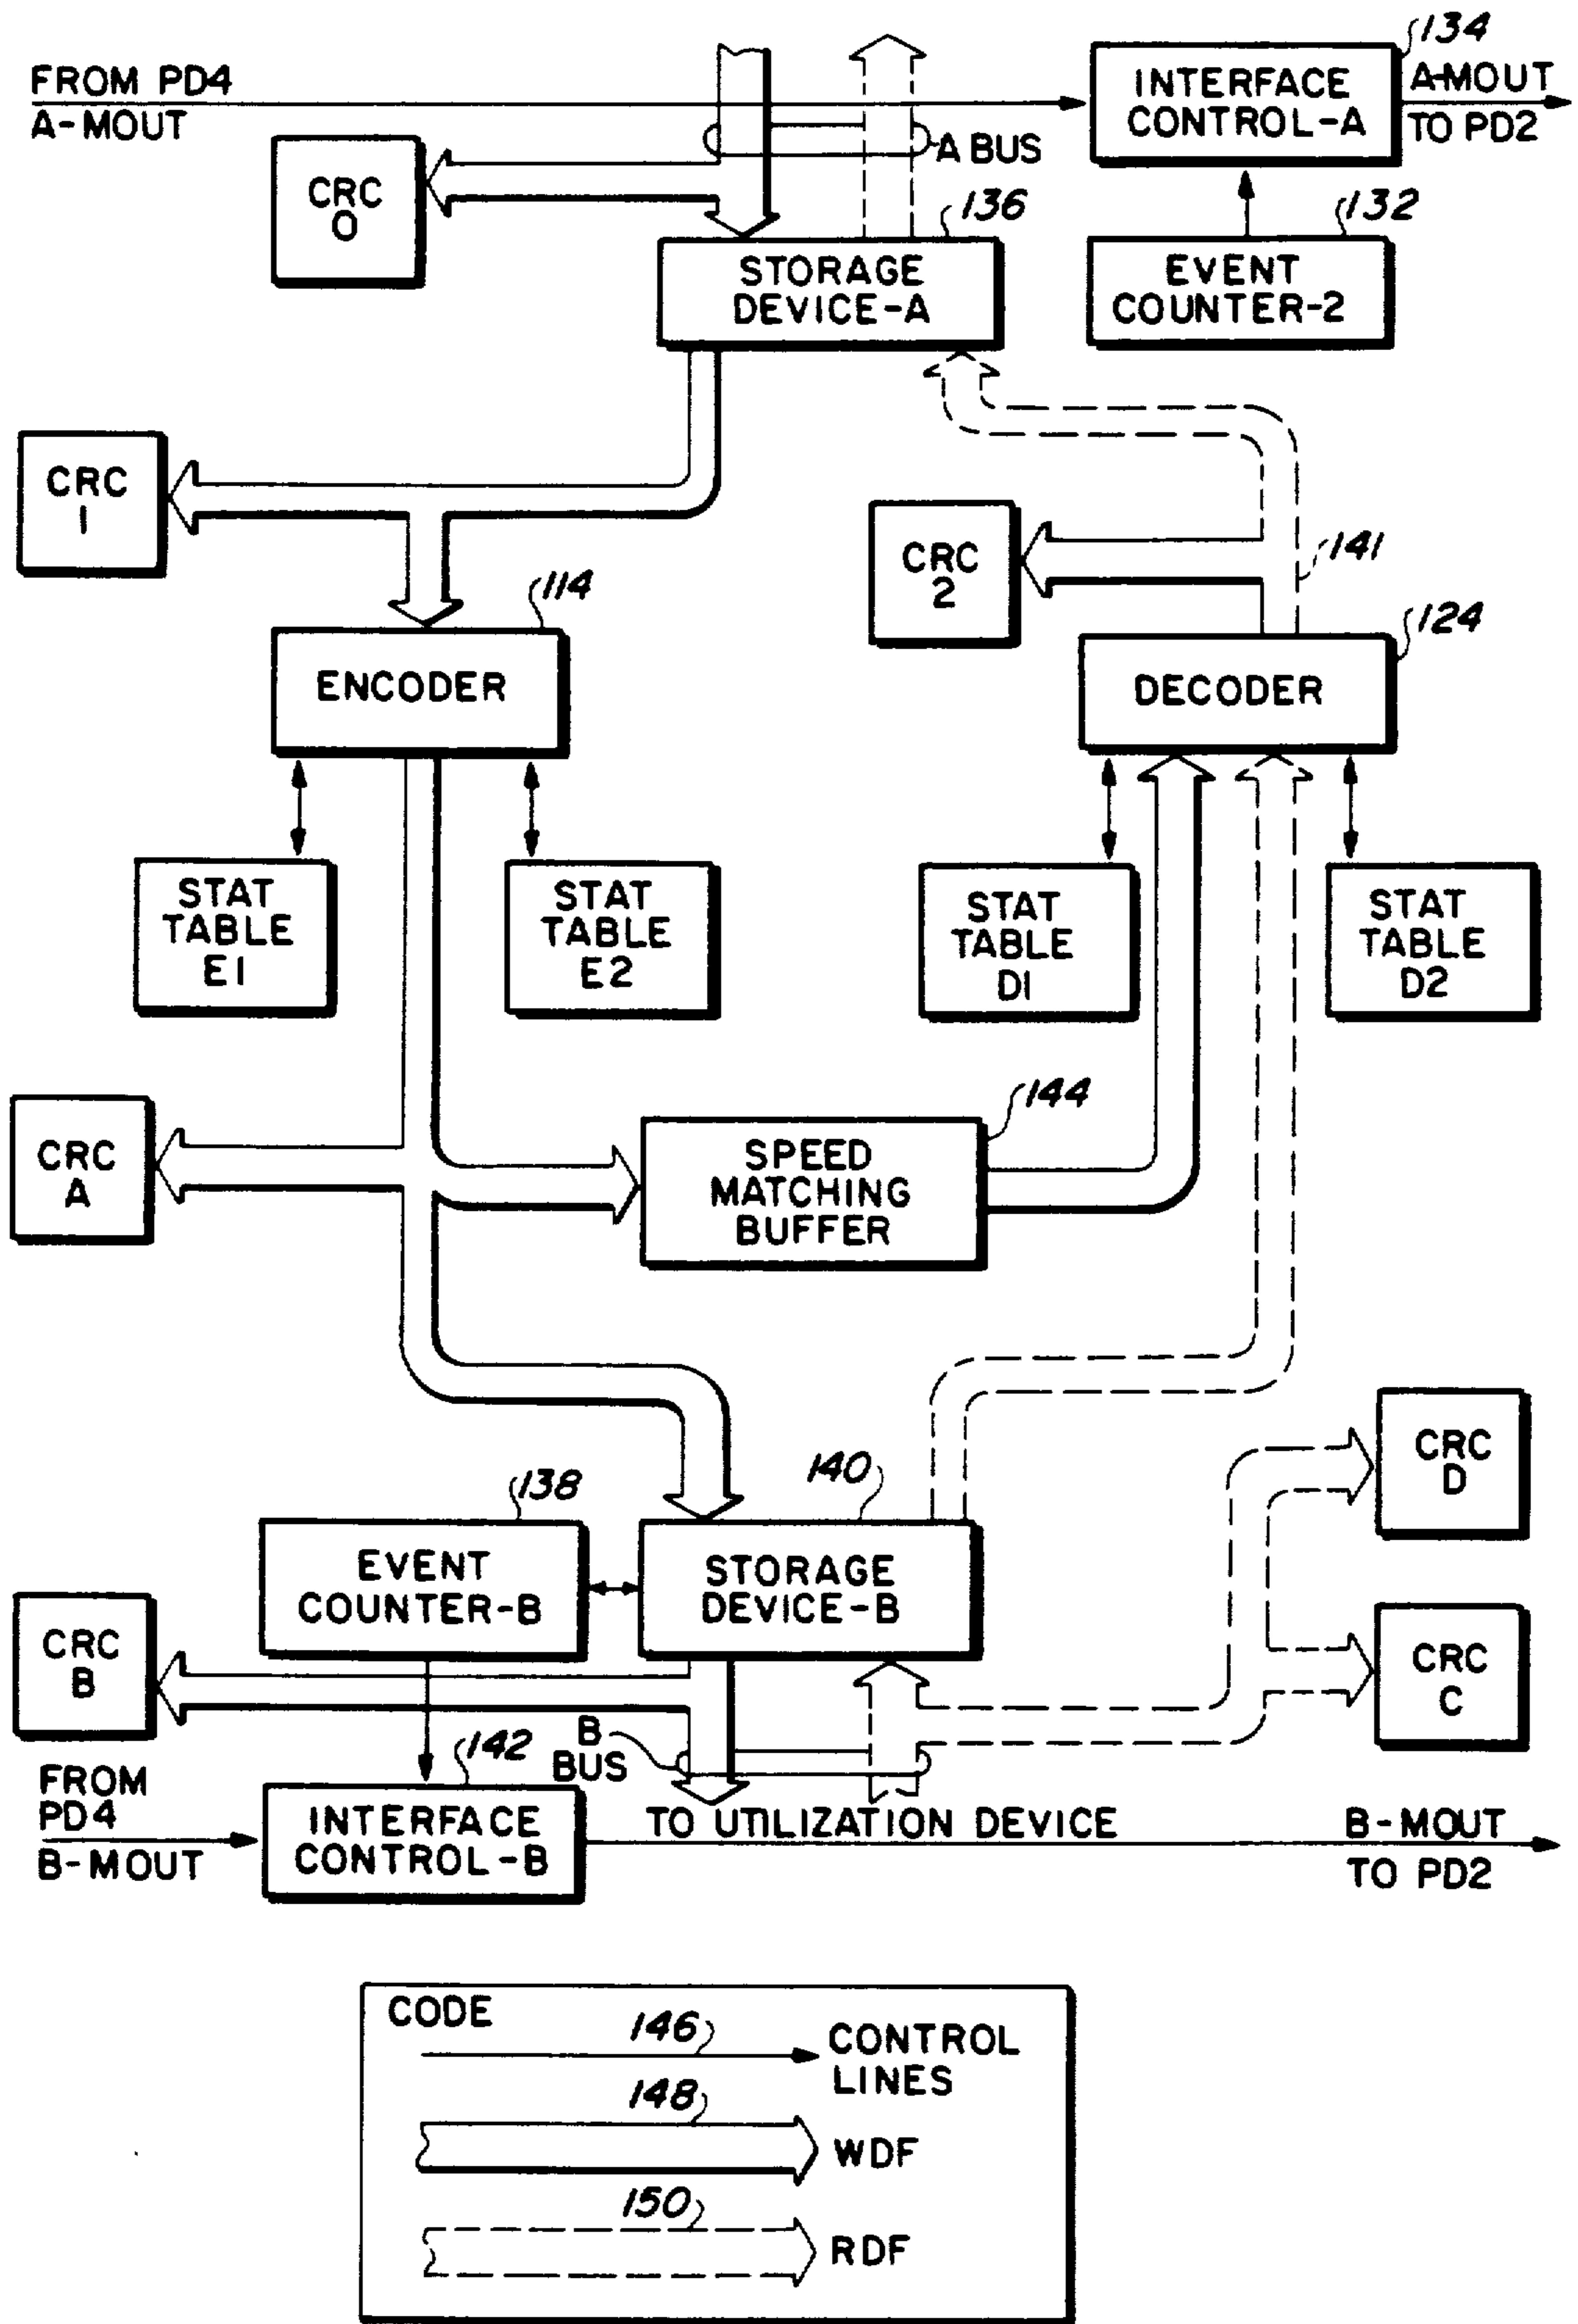 FROM PD4
A-MOUT
134
INTERFACE
CONTROL-A
A-MOUT
TO PD2
CRC
0
A BUS
136
STORAGE
DEVICE-A
132
EVENT
COUNTER-2
CRC
1
CRC
2
141
114
ENCODER
124
DECODER
STAT
TABLE
E1
STAT
TABLE
E2
STAT
TABLE
D1
STAT
TABLE
D2
CRC
A
144
SPEED
MATCHING
BUFFER
CRC
D
138
EVENT
COUNTER-B
140
STORAGE
DEVICE-B
CRC
B
CRC
C
B
BUS
FROM
PD4
B-MOUT
142
INTERFACE
CONTROL-B
TO UTILIZATION DEVICE
B-MOUT
TO PD2
CODE
146
CONTROL
LINES
148
WDF
150
RDF